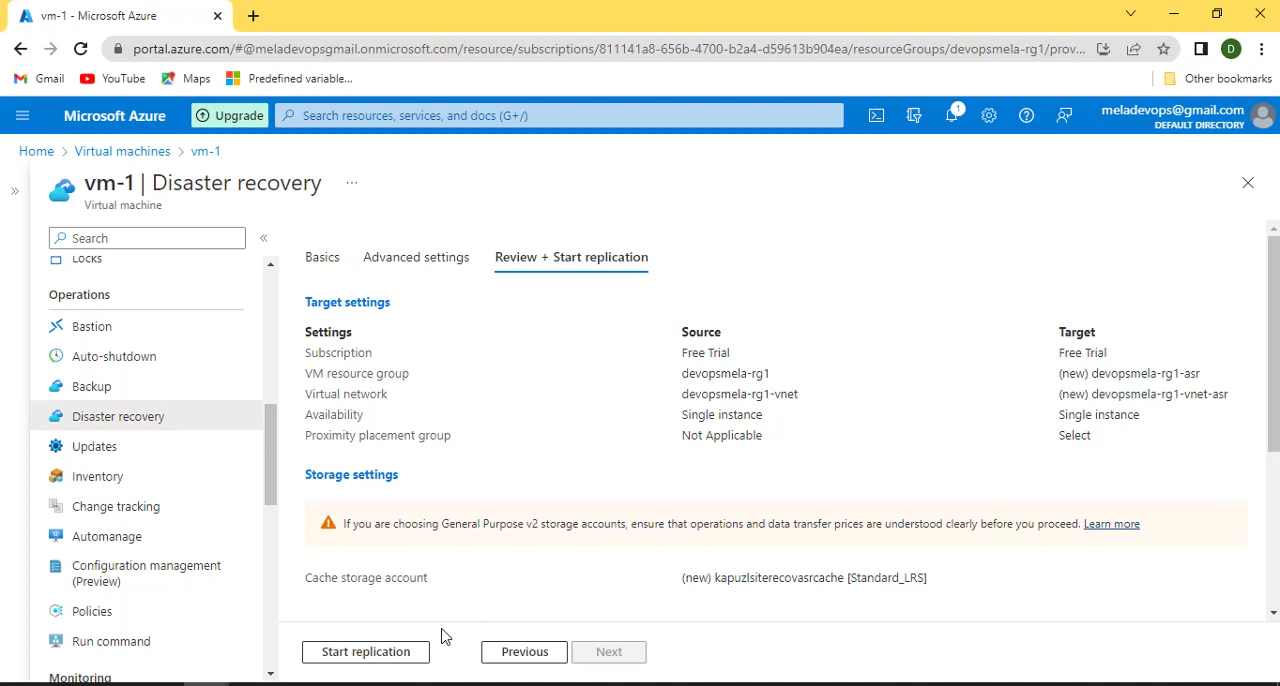 vm-1 - Microsoft Azure
portal.azure.com/#@meladevopsgmail.onmicrosoft.com/resource/subscriptions/811141a8-656b-4700-b2a4-d59613b904ea/resourceGroups/devopsmela-rg1/prov...
D
Gmail YouTube Maps Predefined variable... Other bookmarks
Microsoft Azure Upgrade Search resources, services, and docs (G+/) 1 meladevops@gmail.com
DEFAULT DIRECTORY
Home > Virtual machines > vm-1
vm-1 | Disaster recovery ...
Virtual machine
Search
Locks
Operations
Bastion
Auto-shutdown
Backup
Disaster recovery
Updates
Inventory
Change tracking
Automanage
Configuration management
(Preview)
Policies
Run command
Monitoring
Basics Advanced settings Review + Start replication
Target settings
Settings Source Target
Subscription Free Trial Free Trial
VM resource group devopsmela-rg1 (new) devopsmela-rg1-asr
Virtual network devopsmela-rg1-vnet (new) devopsmela-rg1-vnet-asr
Availability Single instance Single instance
Proximity placement group Not Applicable Select
Storage settings
If you are choosing General Purpose v2 storage accounts, ensure that operations and data transfer prices are understood clearly before you proceed. Learn more
Cache storage account (new) kapuzlsiterecovasrcache [Standard_LRS]
Start replication Previous Next